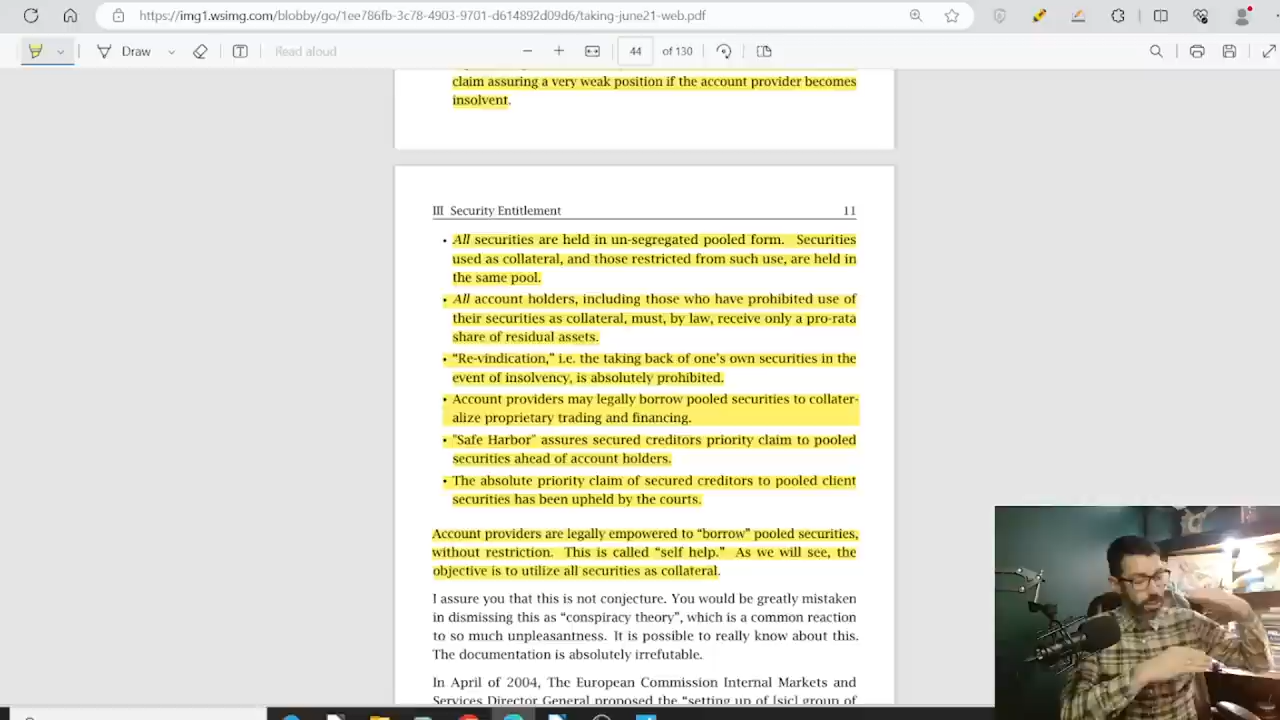 https://img1.wsimg.com/blobby/go/1ee786fb-3c78-4903-9701-d614892d09d6/taking-june21-web.pdf
Draw
Read aloud
44 of 130
claim assuring a very weak position if the account provider becomes
insolvent.
III Security Entitlement 11
• All securities are held in un-segregated pooled form. Securities
used as collateral, and those restricted from such use, are held in
the same pool.
• All account holders, including those who have prohibited use of
their securities as collateral, must, by law, receive only a pro-rata
share of residual assets.
• “Re-vindication,” i.e. the taking back of one’s own securities in the
event of insolvency, is absolutely prohibited.
• Account providers may legally borrow pooled securities to collater-
alize proprietary trading and financing.
• "Safe Harbor" assures secured creditors priority claim to pooled
securities ahead of account holders.
• The absolute priority claim of secured creditors to pooled client
securities has been upheld by the courts.
Account providers are legally empowered to “borrow” pooled securities,
without restriction. This is called “self help.” As we will see, the
objective is to utilize all securities as collateral.
I assure you that this is not conjecture. You would be greatly mistaken
in dismissing this as “conspiracy theory”, which is a common reaction
to so much unpleasantness. It is possible to really know about this.
The documentation is absolutely irrefutable.
In April of 2004, The European Commission Internal Markets and
Services Director General proposed the “setting up of [sic] group of